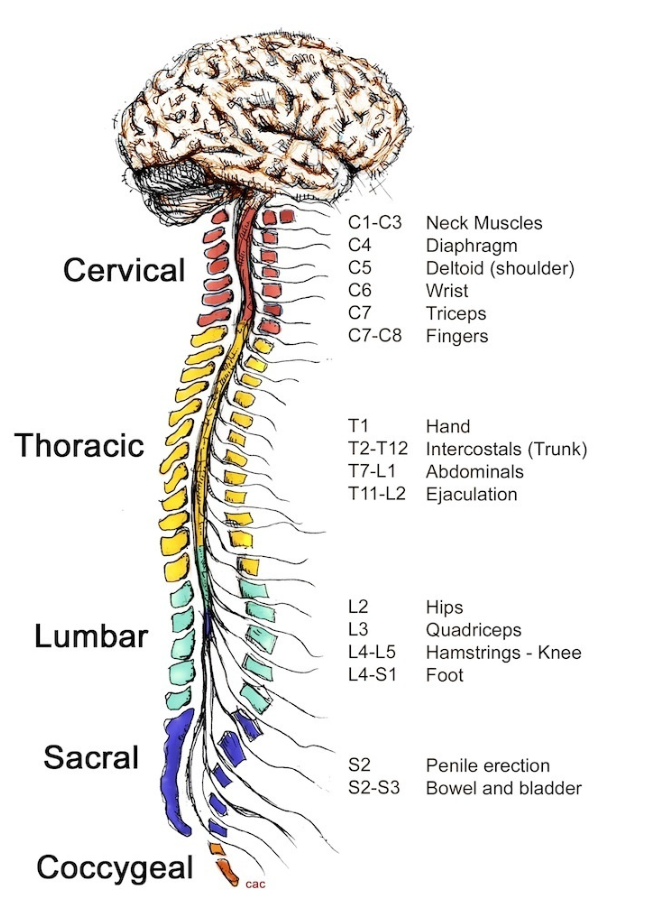 C1-C3 Neck Muscles
C4 Diaphragm
Cervical
C5 Deltoid (shoulder)
C6 Wrist
C7 Triceps
C7-C8 Fingers
T1 Hand
Thoracic
T2-T12 Intercostals (Trunk)
T7-L1 Abdominals
T11-L2 Ejaculation
L2 Hips
Lumbar
L3 Quadriceps
L4-L5 Hamstrings - Knee
L4-S1 Foot
Sacral
S2 Penile erection
S2-S3 Bowel and bladder
Coccygeal
cac